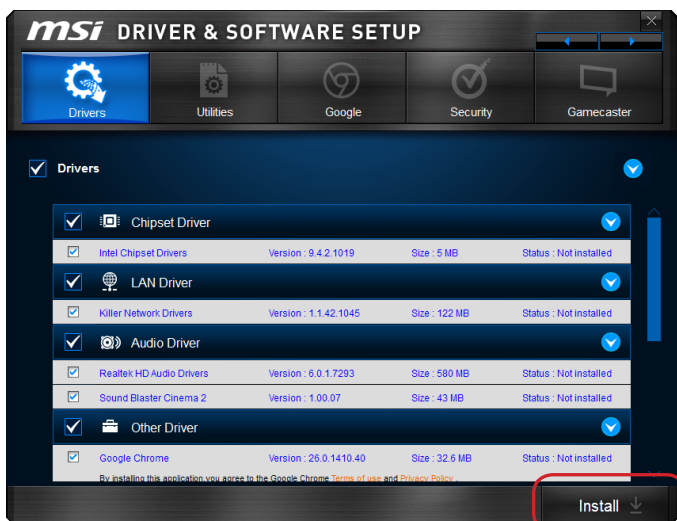 msi DRIVER & SOFTWARE SETUP
Drivers Utilities Google Security Gamecaster
Drivers
Chipset Driver
Intel Chipset Drivers Version : 9.4.2.1019 Size : 5 MB Status : Not installed
LAN Driver
Killer Network Drivers Version : 1.1.42.1045 Size : 122 MB Status : Not installed
Audio Driver
Realtek HD Audio Drivers Version : 6.0.1.7293 Size : 580 MB Status : Not installed
Sound Blaster Cinema 2 Version : 1.00.07 Size : 43 MB Status : Not installed
Other Driver
Google Chrome Version : 26.0.1410.40 Size : 32.6 MB Status : Not installed
By installing this application,you agree to the Google Chrome Terms of use and Privacy Policy .
Install